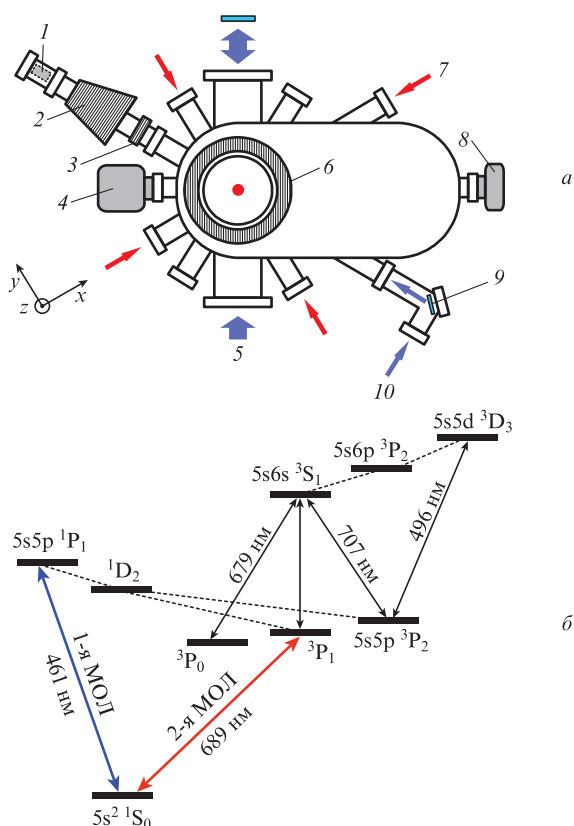 1
2
3
4
5
6
7
8
9
10
а
y
z
x
5s5d ³D₃
5s6p ³P₂
5s6s ³S₁
5s5p ¹P₁
¹D₂
679 нм
707 нм
496 нм
б
³P₀
³P₁
5s5p ³P₂
1-я МОЛ
461 нм
2-я МОЛ
689 нм
5s² ¹S₀